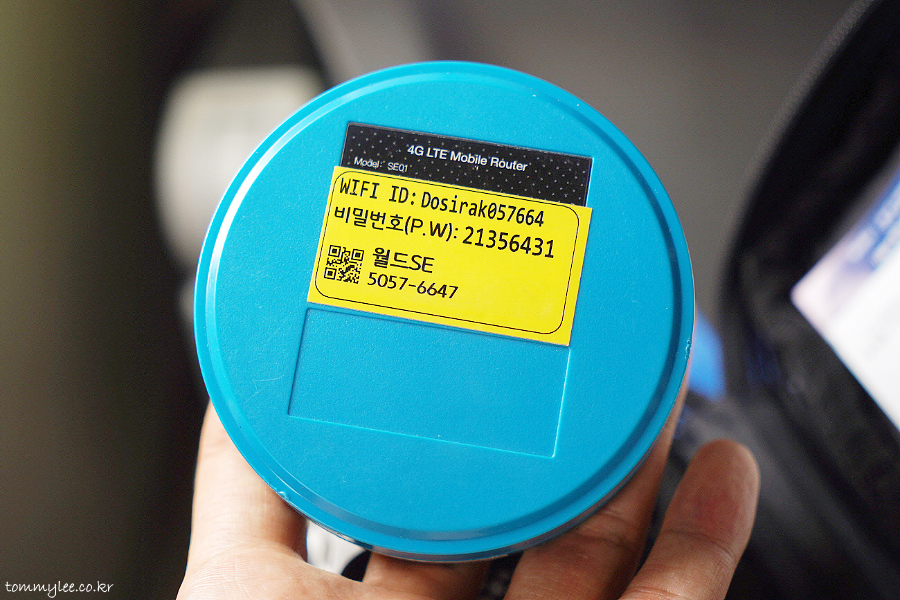 4G LTE Mobile Router
Model: SE01
WIFI ID: Dosirak057664
비밀번호(P.W): 21356431
월드SE
5057-6647
tommylee.co.kr